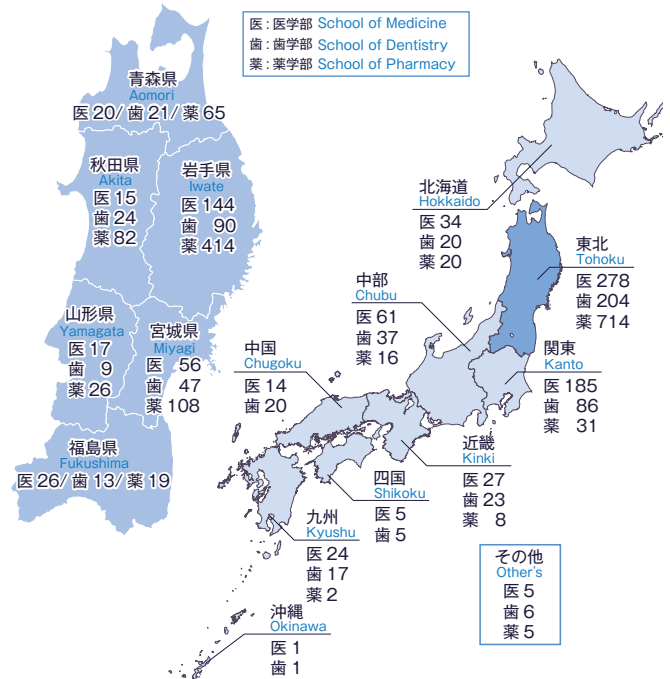 医 : 医学部 School of Medicine
歯 : 歯学部 School of Dentistry
薬 : 薬学部 School of Pharmacy
青森県
Aomori
医 20/ 歯 21/ 薬 65
秋田県
Akita
医 15
歯 24
薬 82
岩手県
Iwate
医 144
歯 90
薬 414
山形県
Yamagata
医 17
歯 9
薬 26
宮城県
Miyagi
医 56
歯 47
薬 108
福島県
Fukushima
医 26/ 歯 13/ 薬 19
北海道
Hokkaido
医 34
歯 20
薬 20
東北
Tohoku
医 278
歯 204
薬 714
中部
Chubu
医 61
歯 37
薬 16
関東
Kanto
医 185
歯 86
薬 31
中国
Chugoku
医 14
歯 20
近畿
Kinki
医 27
歯 23
薬 8
四国
Shikoku
医 5
歯 5
九州
Kyushu
医 24
歯 17
薬 2
沖縄
Okinawa
医 1
歯 1
その他
Other's
医 5
歯 6
薬 5